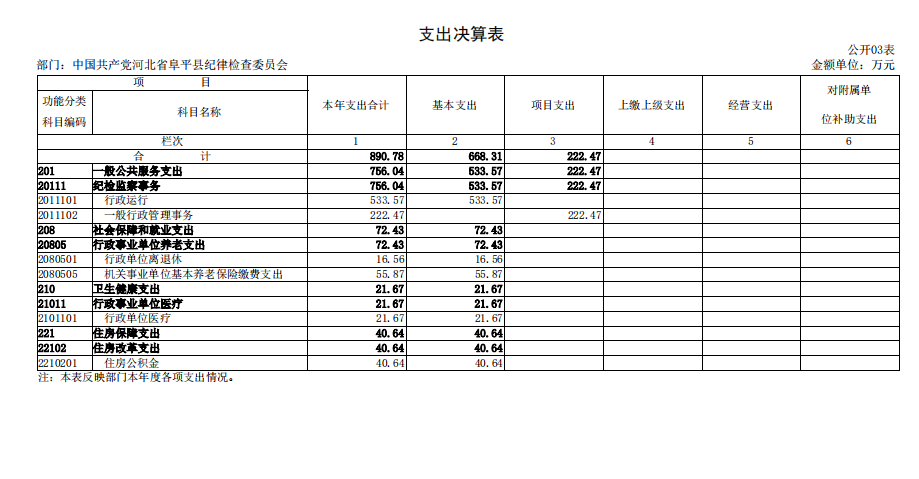 支出决算表
公开03表
部门：中国共产党河北省阜平县纪律检查委员会 金额单位：万元
项 目 本年支出合计 基本支出 项目支出 上缴上级支出 经营支出 对附属单位补助支出
功能分类科目编码 科目名称
栏次 1 2 3 4 5 6
合 计 890.78 668.31 222.47
201 一般公共服务支出 756.04 533.57 222.47
20111 纪检监察事务 756.04 533.57 222.47
2011101 行政运行 533.57 533.57
2011102 一般行政管理事务 222.47 222.47
208 社会保障和就业支出 72.43 72.43
20805 行政事业单位养老支出 72.43 72.43
2080501 行政单位离退休 16.56 16.56
2080505 机关事业单位基本养老保险缴费支出 55.87 55.87
210 卫生健康支出 21.67 21.67
21011 行政事业单位医疗 21.67 21.67
2101101 行政单位医疗 21.67 21.67
221 住房保障支出 40.64 40.64
22102 住房改革支出 40.64 40.64
2210201 住房公积金 40.64 40.64
注：本表反映部门本年度各项支出情况。